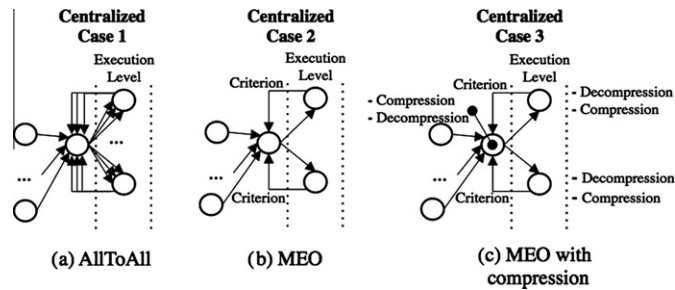 Centralized
Case 1
Execution
Level
...
...
(a) AllToAll
Centralized
Case 2
Execution
Level
Criterion
...
Criterion
(b) MEO
Centralized
Case 3
Execution
Level
Criterion
- Compression
- Decompression
- Decompression
- Compression
...
Criterion
- Decompression
- Compression
(c) MEO with
compression